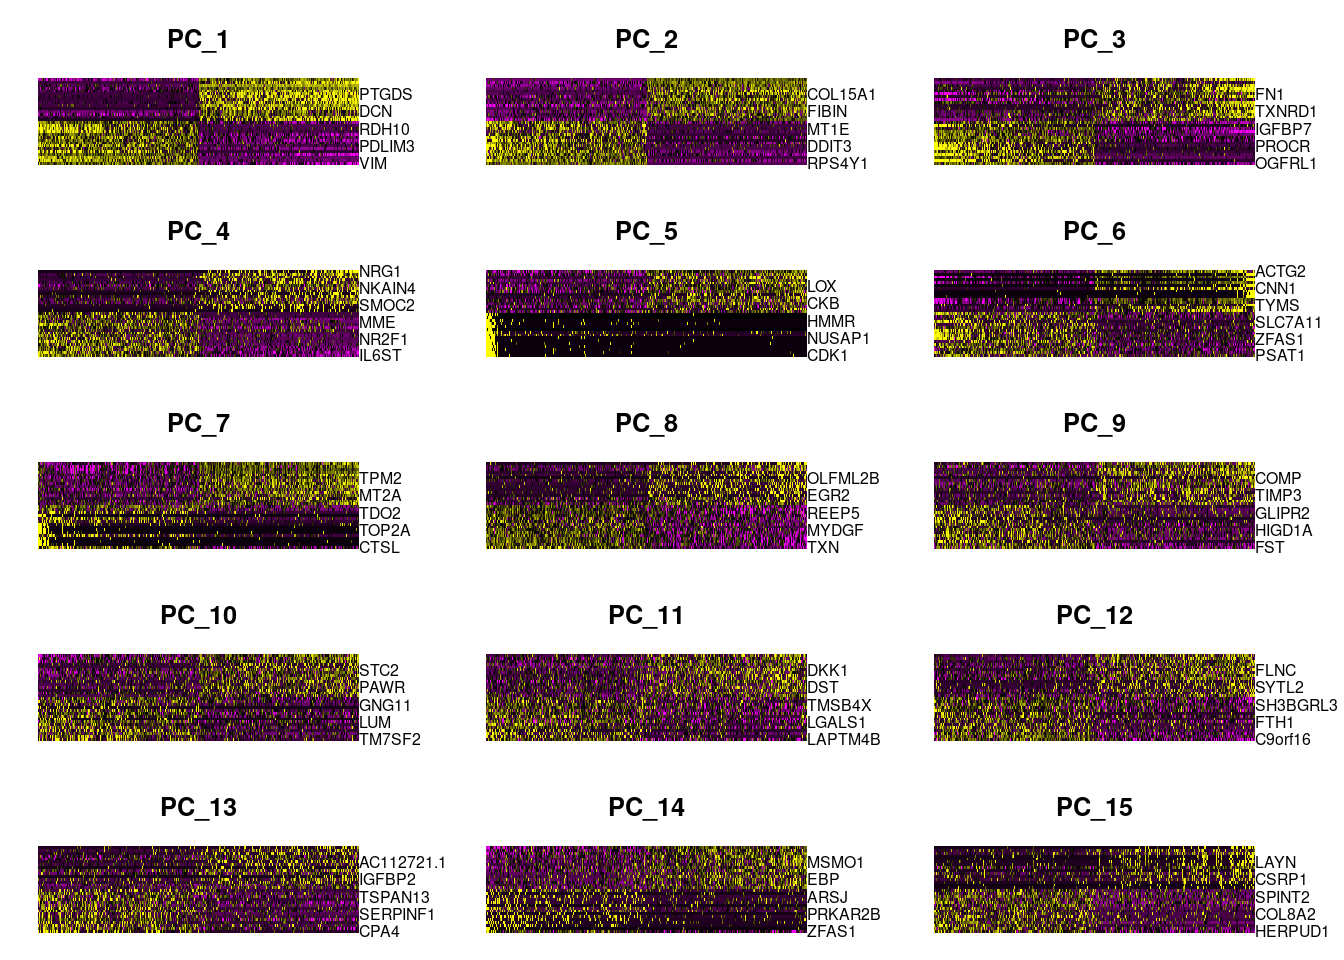 PC_1
PTGDS
DCN
RDH10
PDLIM3
VIM
PC_2
COL15A1
FIBIN
MT1E
DDIT3
RPS4Y1
PC_3
FN1
TXNRD1
IGFBP7
PROCR
OGFRL1
PC_4
NRG1
NKAIN4
SMOC2
MME
NR2F1
IL6ST
PC_5
LOX
CKB
HMMR
NUSAP1
CDK1
PC_6
ACTG2
CNN1
TYMS
SLC7A11
ZFAS1
PSAT1
PC_7
TPM2
MT2A
TDO2
TOP2A
CTSL
PC_8
OLFML2B
EGR2
REEP5
MYDGF
TXN
PC_9
COMP
TIMP3
GLIPR2
HIGD1A
FST
PC_10
STC2
PAWR
GNG11
LUM
TM7SF2
PC_11
DKK1
DST
TMSB4X
LGALS1
LAPTM4B
PC_12
FLNC
SYTL2
SH3BGRL3
FTH1
C9orf16
PC_13
AC112721.1
IGFBP2
TSPAN13
SERPINF1
CPA4
PC_14
MSMO1
EBP
ARSJ
PRKAR2B
ZFAS1
PC_15
LAYN
CSRP1
SPINT2
COL8A2
HERPUD1